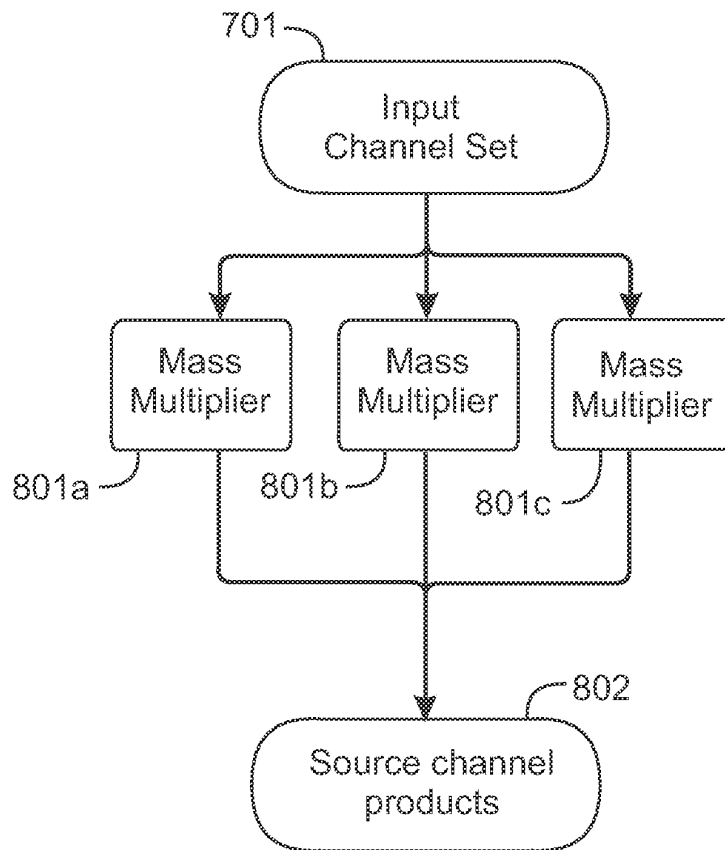 701
Input
Channel Set
Mass
Multiplier
Mass
Multiplier
Mass
Multiplier
801a
801b
801c
802
Source channel
products